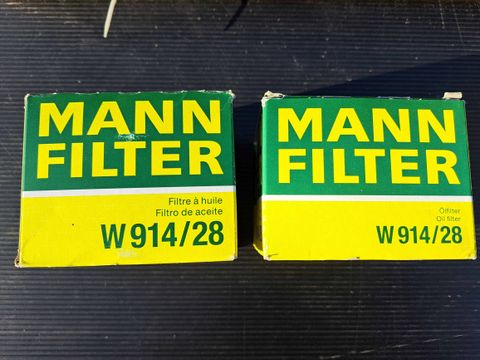 MANN
FILTER
Filtre à huile
Filtro de aceite
W 914/28
MANN
FILTER
Ölfilter
Oil filter
W 914/28